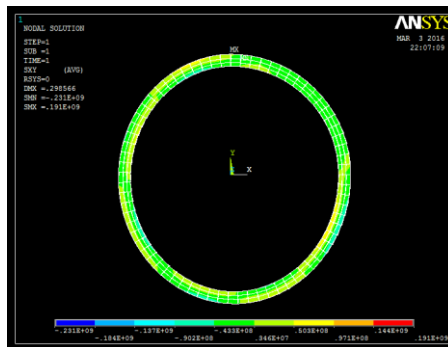 1
NODAL SOLUTION
STEP=1
SUB =1
TIME=1
SXY (AVG)
RSYS=0
DMX =.298566
SMN =-.231E+09
SMX =.191E+09
ANSYS
MAR 3 2016
22:07:09
MX
Y
X
-.231E+09 -.137E+09 -.433E+08 .503E+08 .144E+09
-.184E+09 -.902E+08 .846E+07 .971E+08 .191E+09